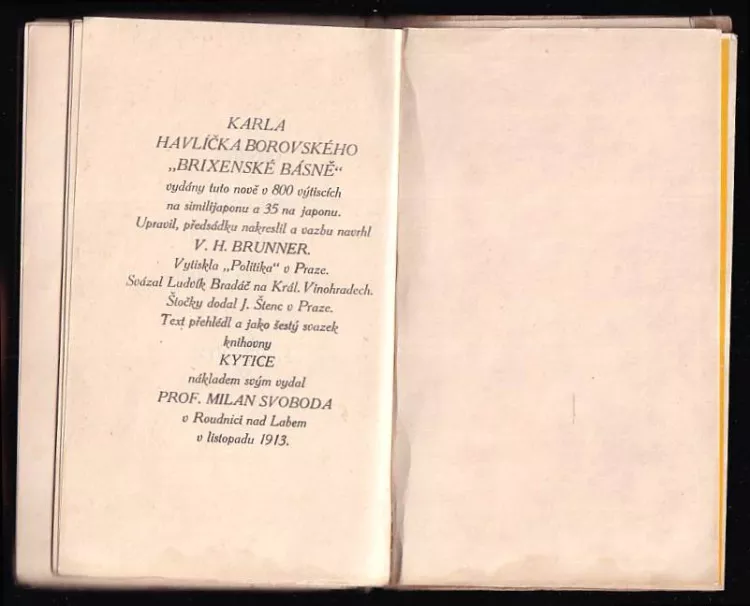 KARLA
HAVLÍČKA BOROVSKÉHO
„BRIXENSKÉ BÁSNĚ“
vydány tuto nově v 800 výtiscích
na similijaponu a 35 na japonu.
Upravil, předsádku nakreslil a vazbu navrhl
V. H. BRUNNER.
Vytiskla „Politika“ v Praze.
Svázal Ludvík Bradáč na Král. Vinohradech.
Štočky dodal J. Štenc v Praze.
Text přehlédl a jako šestý svazek
knihovny
KYTICE
nákladem svým vydal
PROF. MILAN SVOBODA
v Roudnici nad Labem
v listopadu 1913.